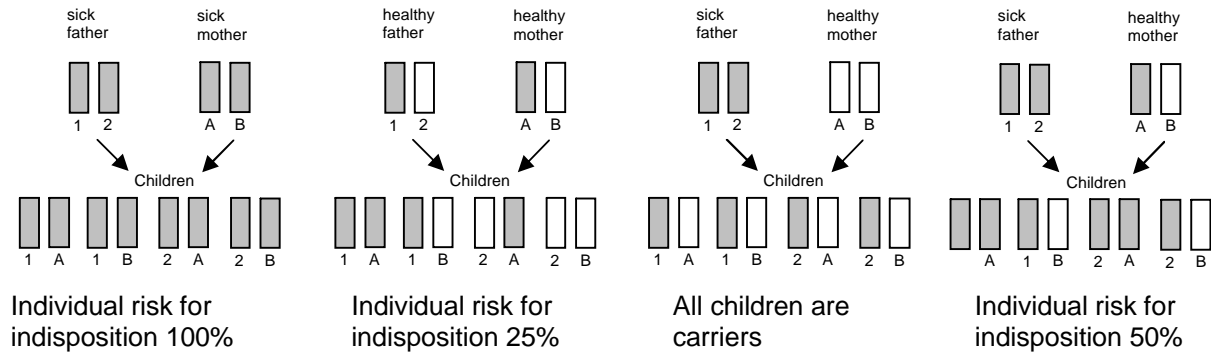 sick
father
sick
mother
1 2
A B
Children
1 A 1 B 2 A 2 B
Individual risk for
indisposition 100%
healthy
father
healthy
mother
1 2
A B
Children
1 A 1 B 2 A 2 B
Individual risk for
indisposition 25%
sick
father
healthy
mother
1 2
A B
Children
1 A 1 B 2 A 2 B
All children are
carriers
sick
father
healthy
mother
1 2
A B
Children
A 1 B 2 A 2 B
Individual risk for
indisposition 50%